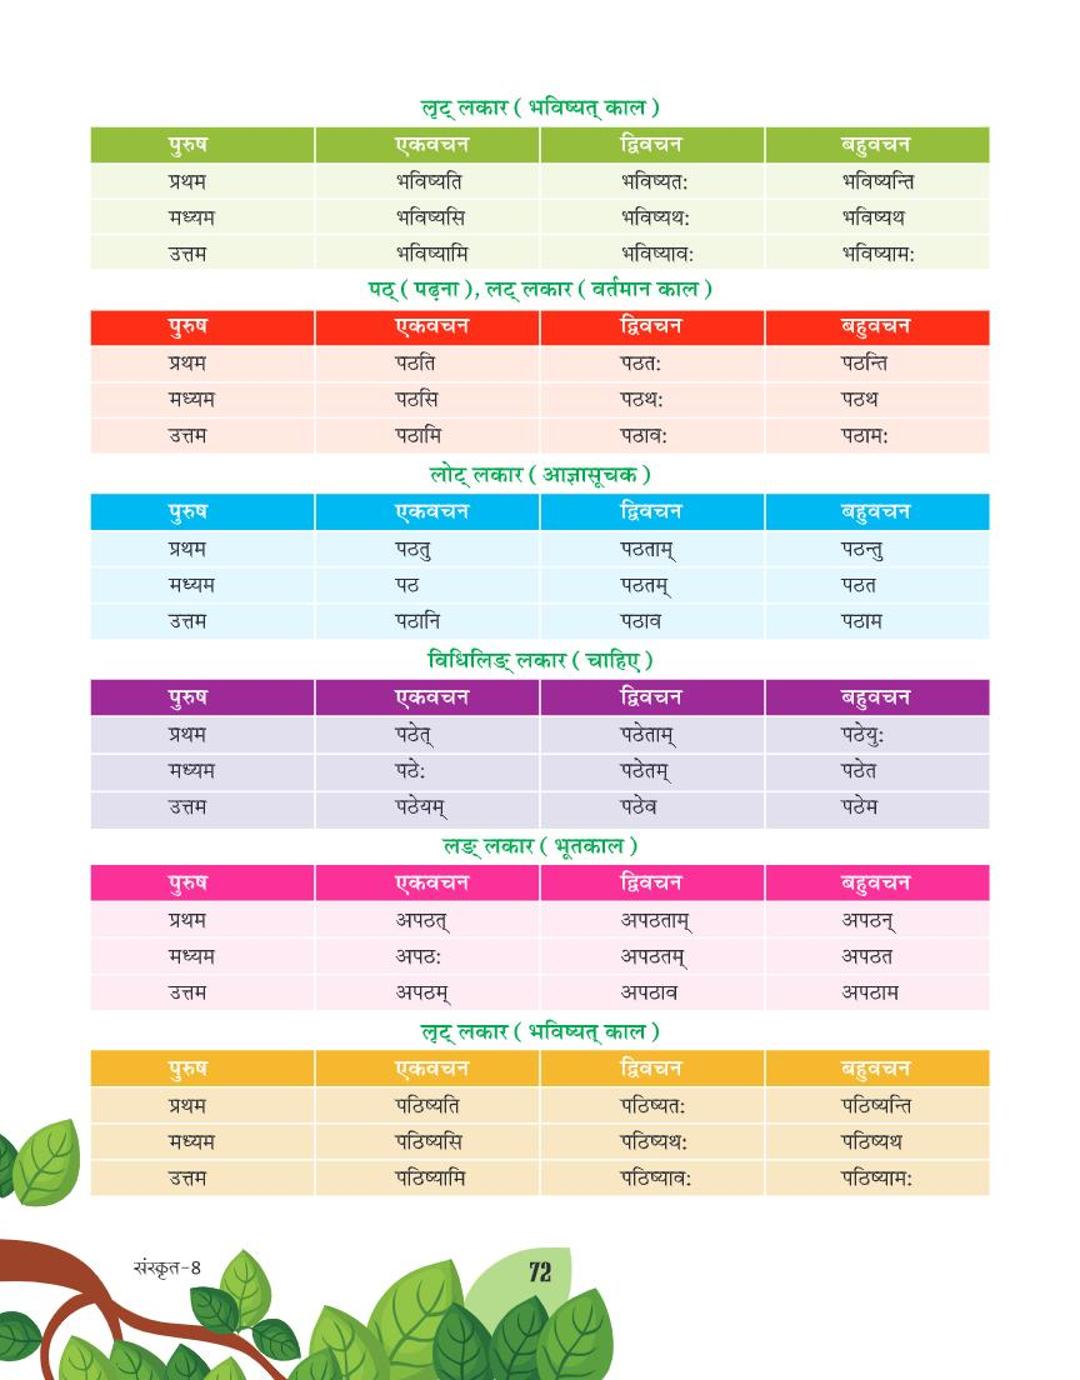 लृट् लकार ( भविष्यत् काल )
पुरुष एकवचन द्विवचन बहुवचन
प्रथम भविष्यति भविष्यत: भविष्यन्ति
मध्यम भविष्यसि भविष्यथ: भविष्यथ
उत्तम भविष्यामि भविष्याव: भविष्याम:
पठ् ( पढ़ना ), लट् लकार ( वर्तमान काल )
पुरुष एकवचन द्विवचन बहुवचन
प्रथम पठति पठत: पठन्ति
मध्यम पठसि पठथ: पठथ
उत्तम पठामि पठाव: पठाम:
लोट् लकार ( आज्ञासूचक )
पुरुष एकवचन द्विवचन बहुवचन
प्रथम पठतु पठताम् पठन्तु
मध्यम पठ पठतम् पठत
उत्तम पठानि पठाव पठाम
विधिलिङ् लकार ( चाहिए )
पुरुष एकवचन द्विवचन बहुवचन
प्रथम पठेत् पठेताम् पठेयु:
मध्यम पठे: पठेतम् पठेत
उत्तम पठेयम् पठेव पठेम
लङ् लकार ( भूतकाल )
पुरुष एकवचन द्विवचन बहुवचन
प्रथम अपठत् अपठताम् अपठन्
मध्यम अपठ: अपठतम् अपठत
उत्तम अपठम् अपठाव अपठाम
लृट् लकार ( भविष्यत् काल )
पुरुष एकवचन द्विवचन बहुवचन
प्रथम पठिष्यति पठिष्यत: पठिष्यन्ति
मध्यम पठिष्यसि पठिष्यथ: पठिष्यथ
उत्तम पठिष्यामि पठिष्याव: पठिष्याम:
संस्कृत-8 72